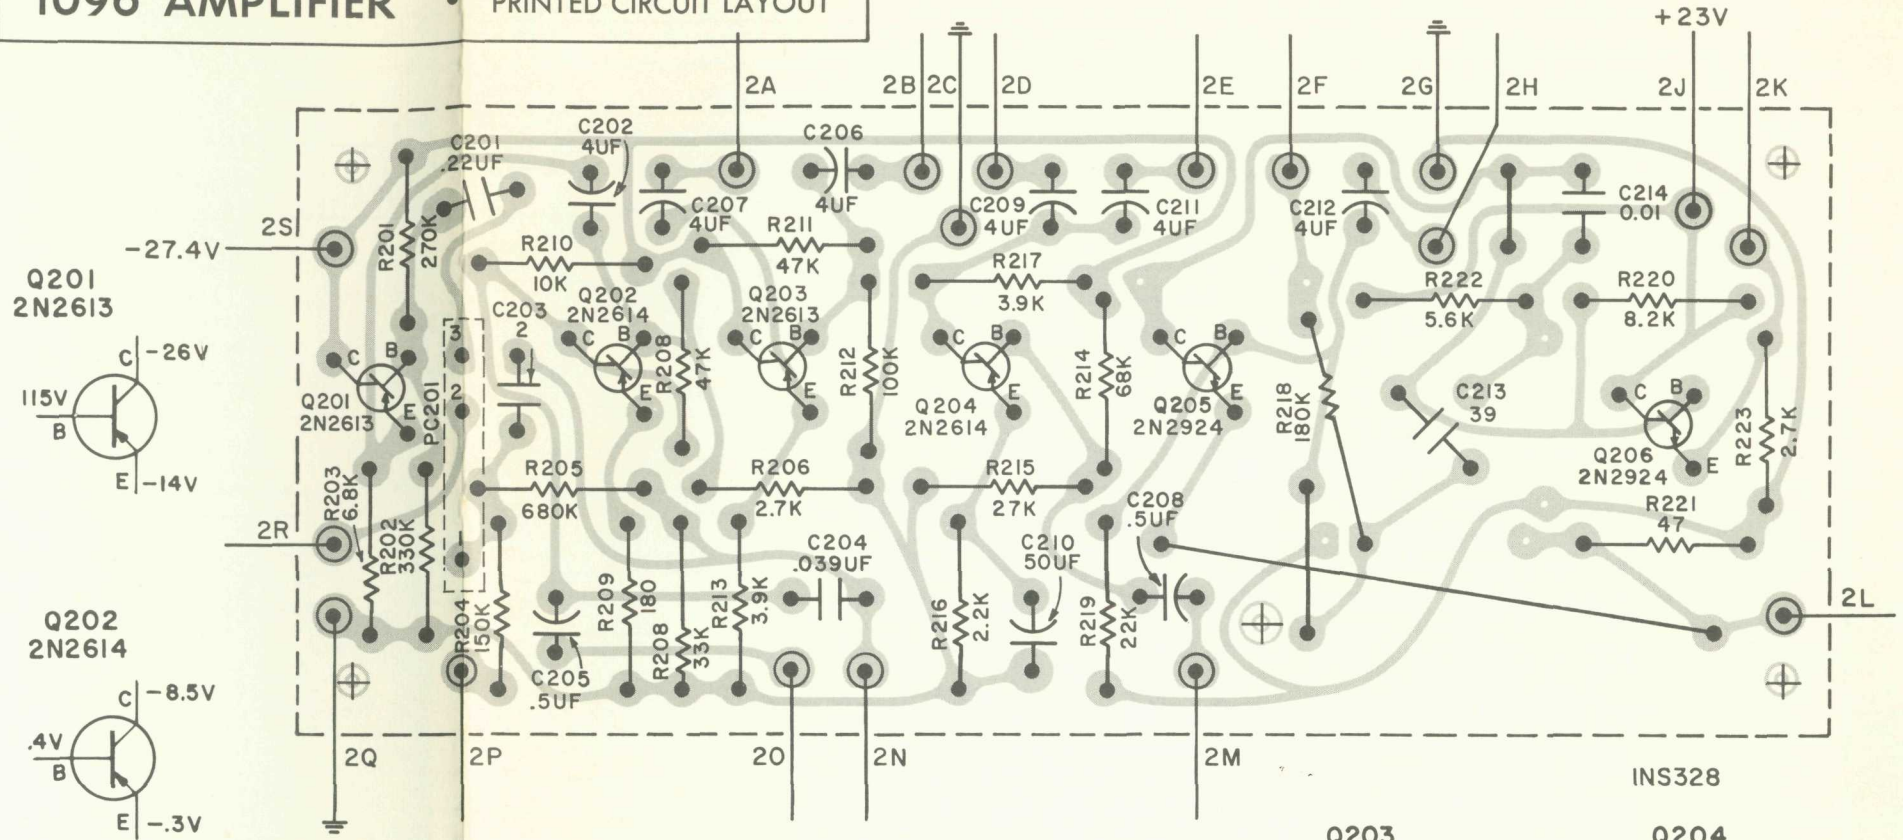 1096 AMPLIFIER • PRINTED CIRCUIT LAYOUT
+23V
2A
2B
2C
2D
2E
2F
2G
2H
2J
2K
C201
.22UF
C202
4UF
C206
4UF
C207
4UF
C209
4UF
C211
4UF
C212
4UF
C214
0.01
2S
-27.4V
R201
270K
R210
10K
R211
47K
R217
3.9K
R222
5.6K
R220
8.2K
Q201
2N2613
C
-26V
115V
B
E
-14V
C203
2
Q202
2N2614
C
B
E
R208
47K
Q203
2N2613
C
B
E
R212
100K
C
B
E
Q204
2N2614
R214
68K
C
B
E
Q205
2N2924
R218
180K
C213
39
C
B
E
Q206
2N2924
R223
2.7K
C
B
E
Q201
2N2613
PC201
3
2
1
R203
6.8K
R202
330K
R205
680K
R206
2.7K
R215
27K
C208
.5UF
R221
47
2R
R204
150K
C205
.5UF
R209
180
R208
33K
R213
3.9K
C204
.039UF
R216
2.2K
C210
50UF
R219
22K
2L
Q202
2N2614
C
-8.5V
.4V
B
E
-.3V
2Q
2P
2O
2N
2M
INS328
Q203
Q204